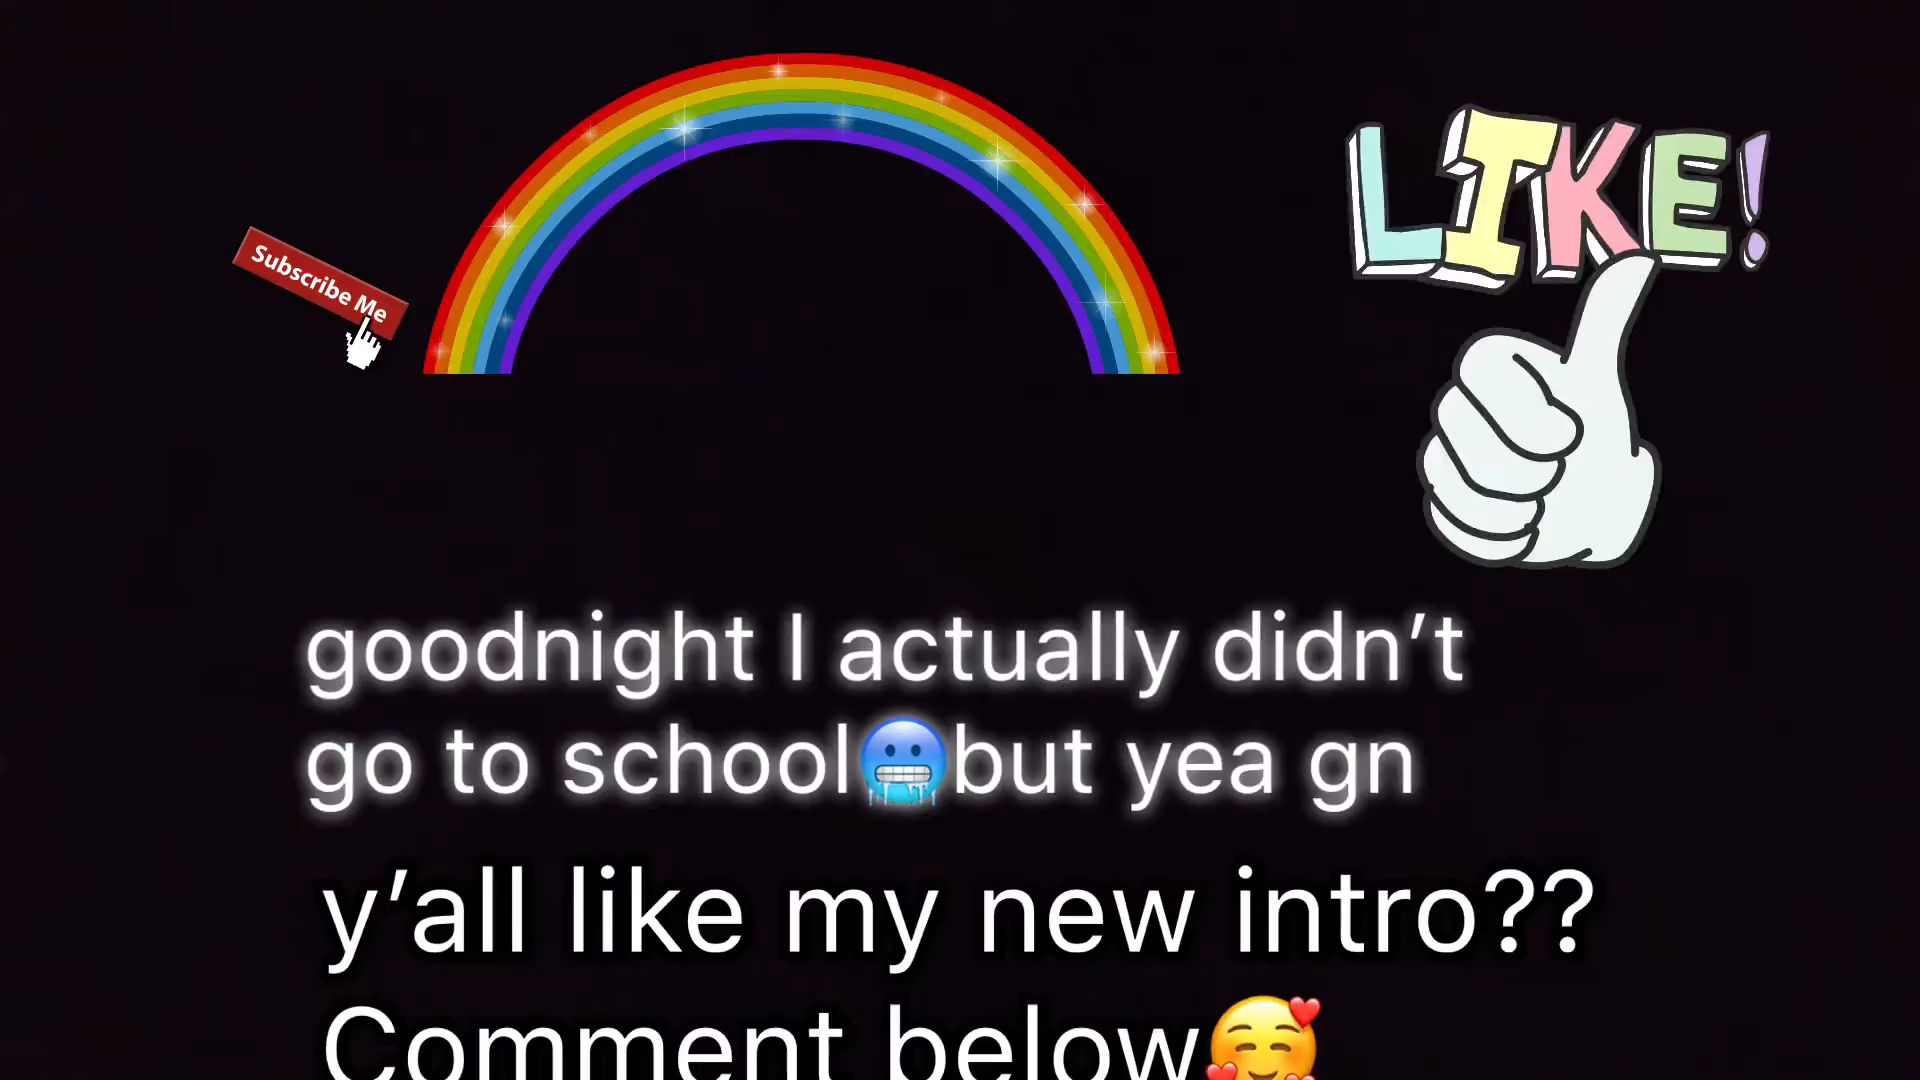 LIKE!
Subscribe Me
goodnight I actually didn’t
go to school🥶but yea gn
y’all like my new intro??
Comment below🥰